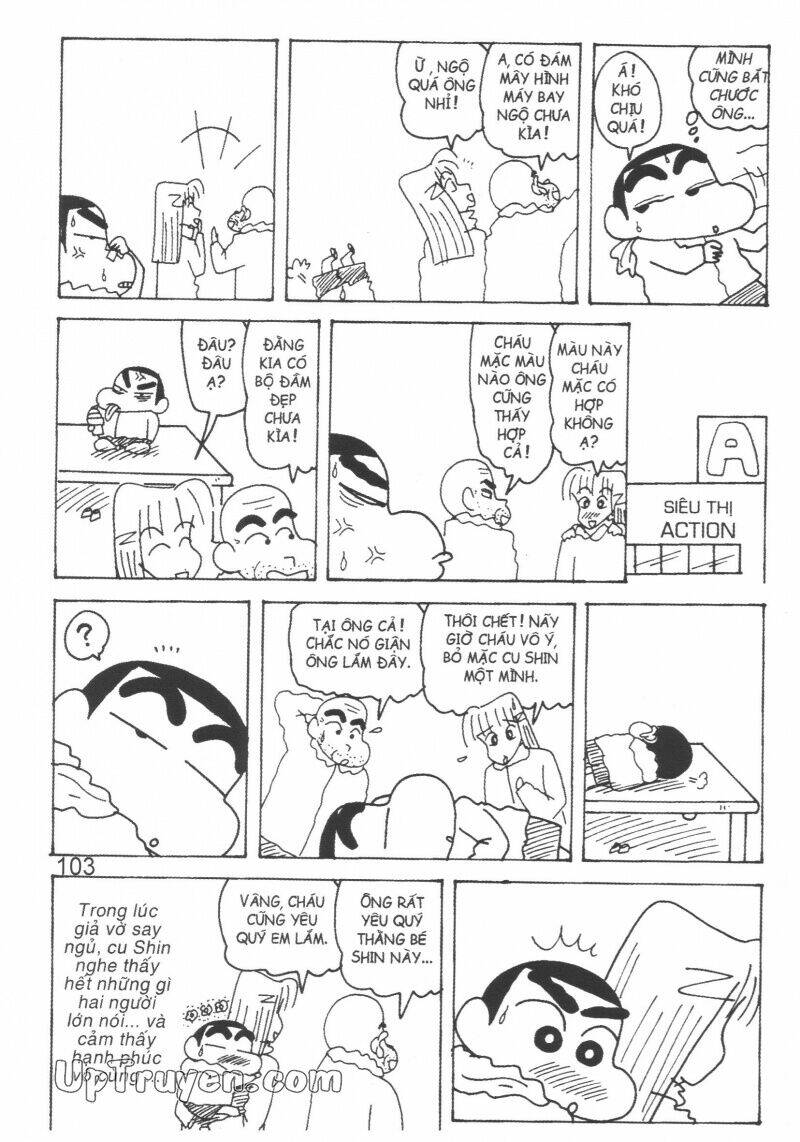 MÌNH
CŨNG BẮT
CHƯỚC
ÔNG...
Á!
KHÓ
CHỊU
QUÁ!
A, CÓ ĐÁM
MÂY HÌNH
MÁY BAY
NGỘ CHƯA
KÌA!
Ừ, NGỘ
QUÁ ÔNG
NHỈ!
A
SIÊU THỊ
ACTION
MÀU NÀY
CHÁU
MẶC CÓ
HỢP
KHÔNG
Ạ?
CHÁU
MẶC MÀU
NÀO ÔNG
CŨNG
THẤY
HỢP
CẢ!
ĐẰNG
KIA CÓ
BỘ ĐẦM
ĐẸP
CHƯA
KÌA!
ĐÂU?
ĐÂU
Ạ?
THÔI CHẾT! NÃY
GIỜ CHÁU VÔ Ý,
BỎ MẶC CU SHIN
MỘT MÌNH.
TẠI ÔNG CẢ!
CHẮC NÓ GIẬN
ÔNG LẮM ĐẤY.
?
103
ÔNG RẤT
YÊU QUÝ
THẰNG BÉ
SHIN NÀY...
VÂNG, CHÁU
CŨNG YÊU
QUÝ EM LẮM.
Trong lúc
giả vờ say
ngủ, cu Shin
nghe thấy
hết những gì
hai người
lớn nói... và
cảm thấy
hạnh phúc
vô cùng
UpTruyen.com